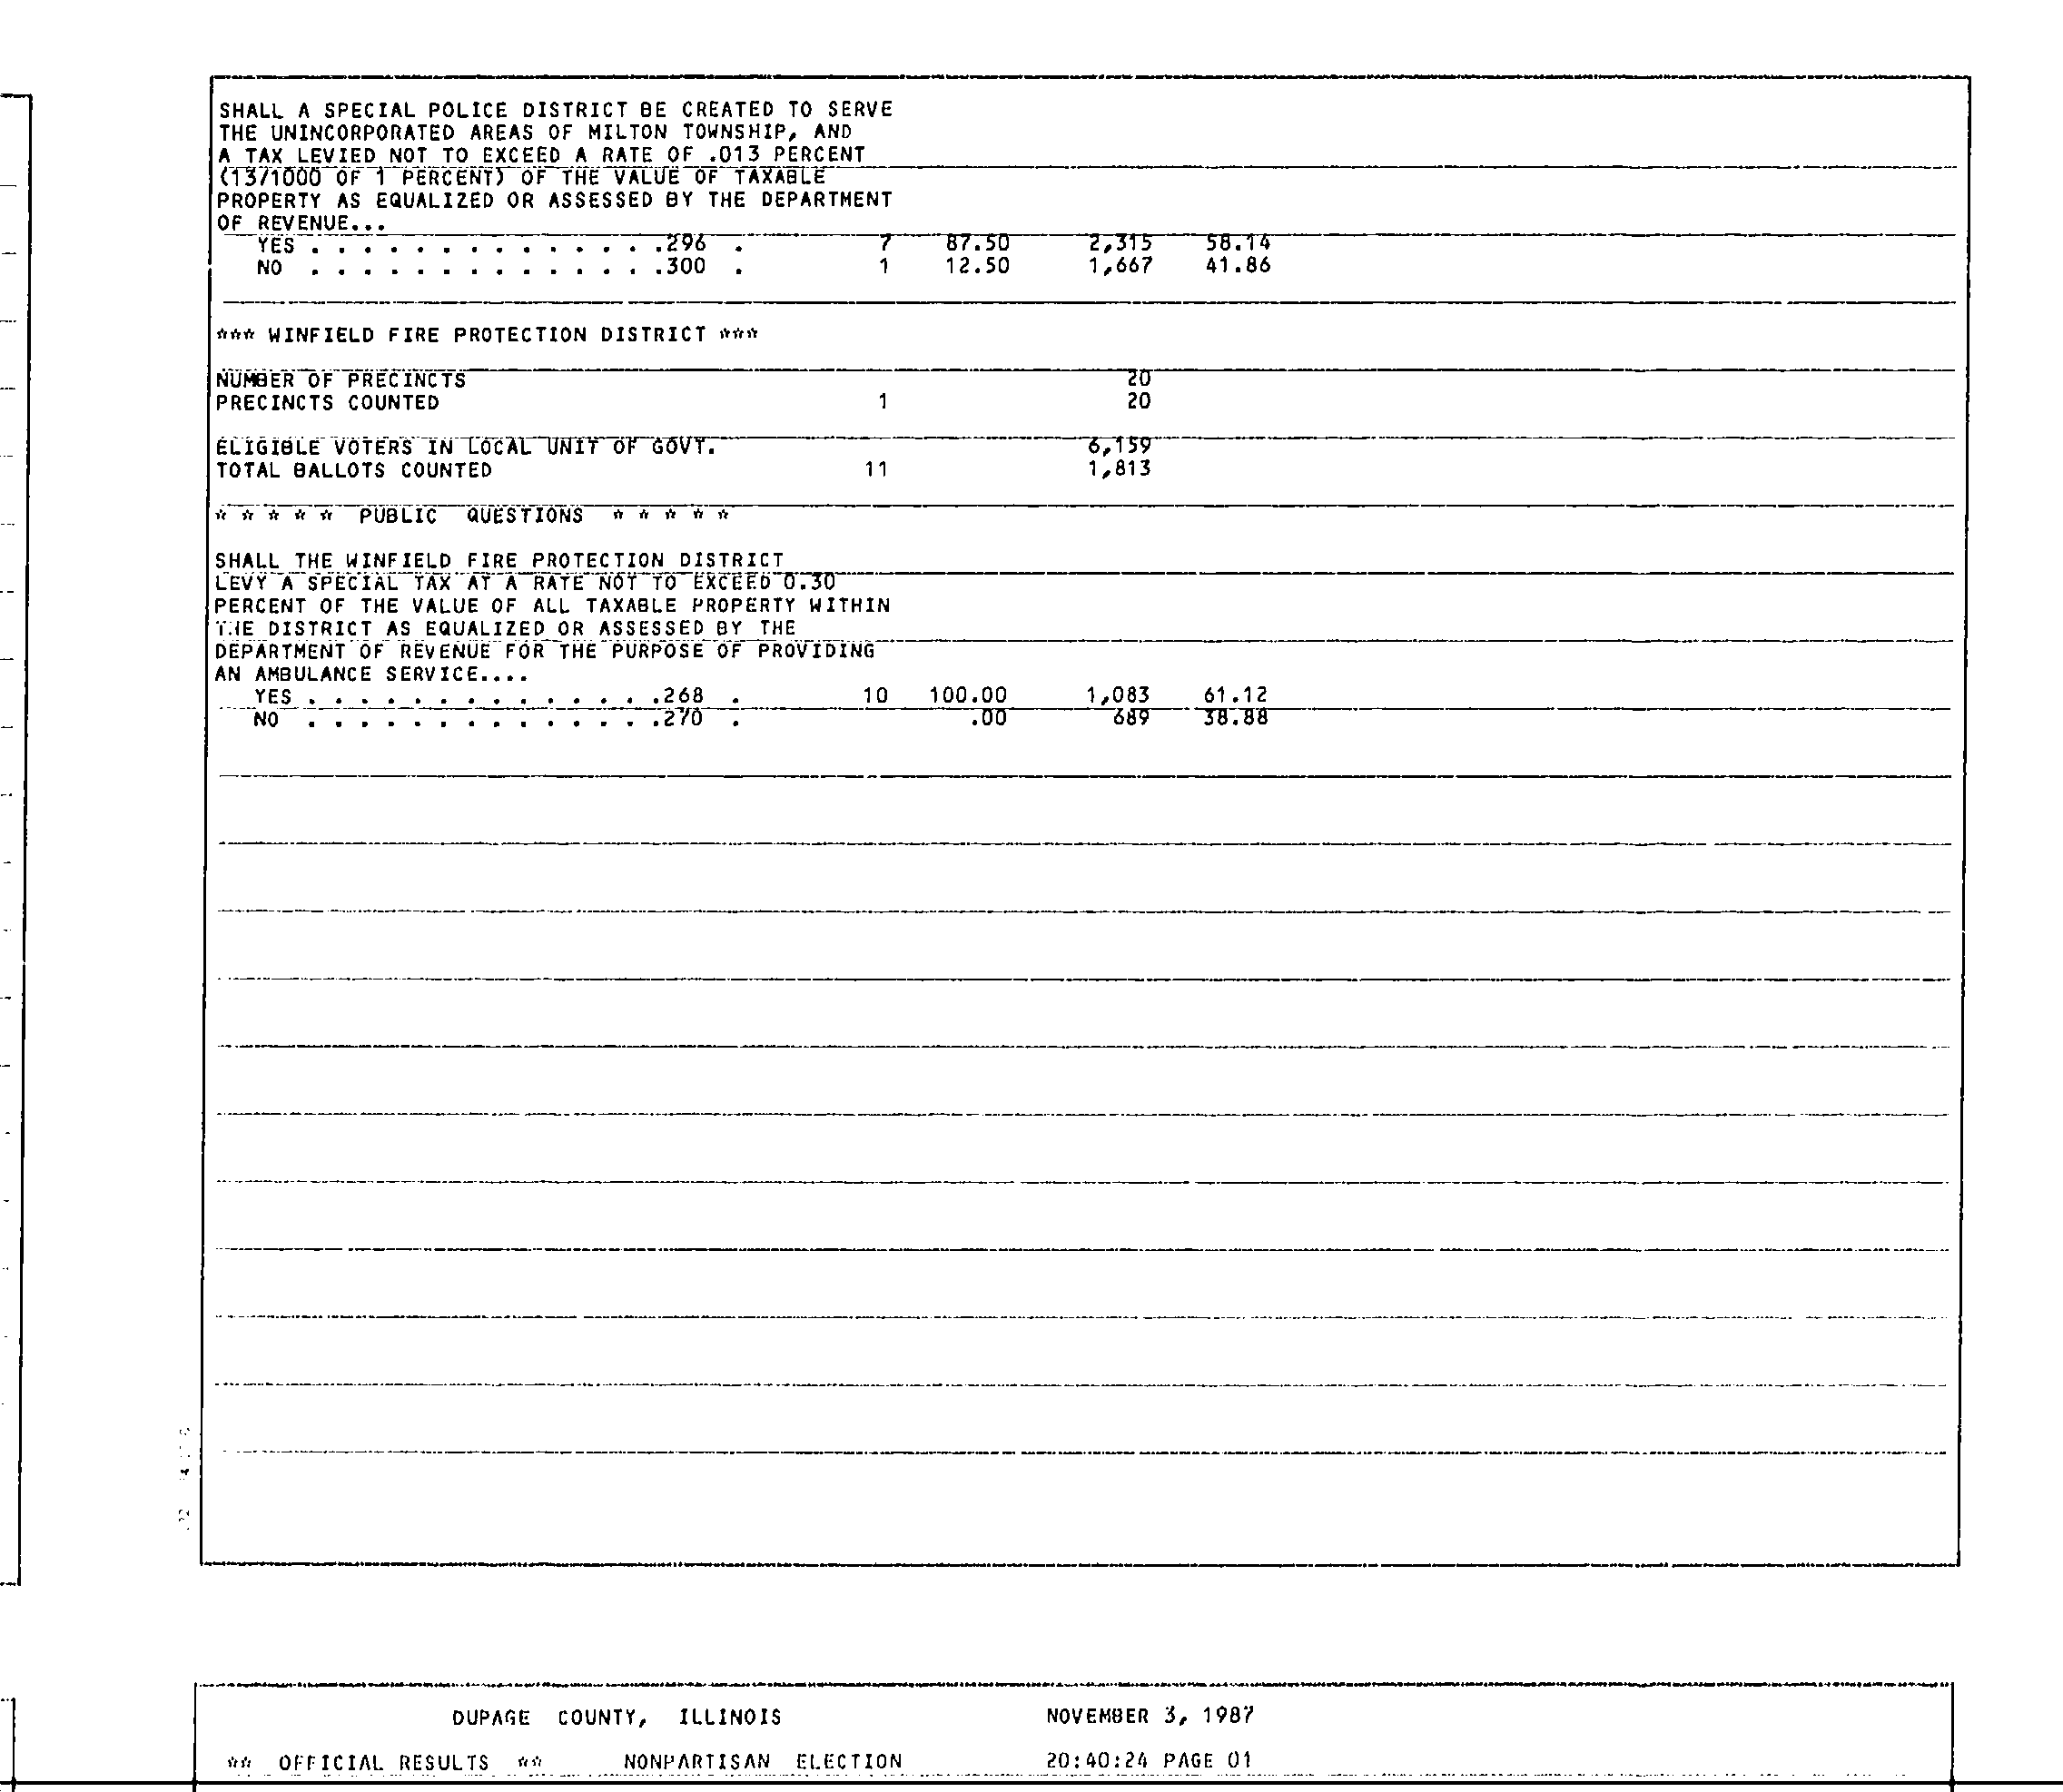 SHALL A SPECIAL POLICE DISTRICT BE CREATED TO SERVE
THE UNINCORPORATED AREAS OF MILTON TOWNSHIP, AND
A TAX LEVIED NOT TO EXCEED A RATE OF .013 PERCENT
(13/1000 OF 1 PERCENT) OF THE VALUE OF TAXABLE
PROPERTY AS EQUALIZED OR ASSESSED BY THE DEPARTMENT
OF REVENUE...
YES . . . . . . . . . . . . . .296 . 7 87.50 2,315 58.14
NO . . . . . . . . . . . . . .300 . 1 12.50 1,667 41.86
*** WINFIELD FIRE PROTECTION DISTRICT ***
NUMBER OF PRECINCTS 20
PRECINCTS COUNTED 1 20
ELIGIBLE VOTERS IN LOCAL UNIT OF GOVT. 6,159
TOTAL BALLOTS COUNTED 11 1,813
* * * * * PUBLIC QUESTIONS * * * * *
SHALL THE WINFIELD FIRE PROTECTION DISTRICT
LEVY A SPECIAL TAX AT A RATE NOT TO EXCEED 0.30
PERCENT OF THE VALUE OF ALL TAXABLE PROPERTY WITHIN
THE DISTRICT AS EQUALIZED OR ASSESSED BY THE
DEPARTMENT OF REVENUE FOR THE PURPOSE OF PROVIDING
AN AMBULANCE SERVICE....
YES . . . . . . . . . . . . . .268 . 10 100.00 1,083 61.12
NO . . . . . . . . . . . . . .270 . .00 689 38.88
DUPAGE COUNTY, ILLINOIS NOVEMBER 3, 1987
** OFFICIAL RESULTS ** NONPARTISAN ELECTION 20:40:24 PAGE 01